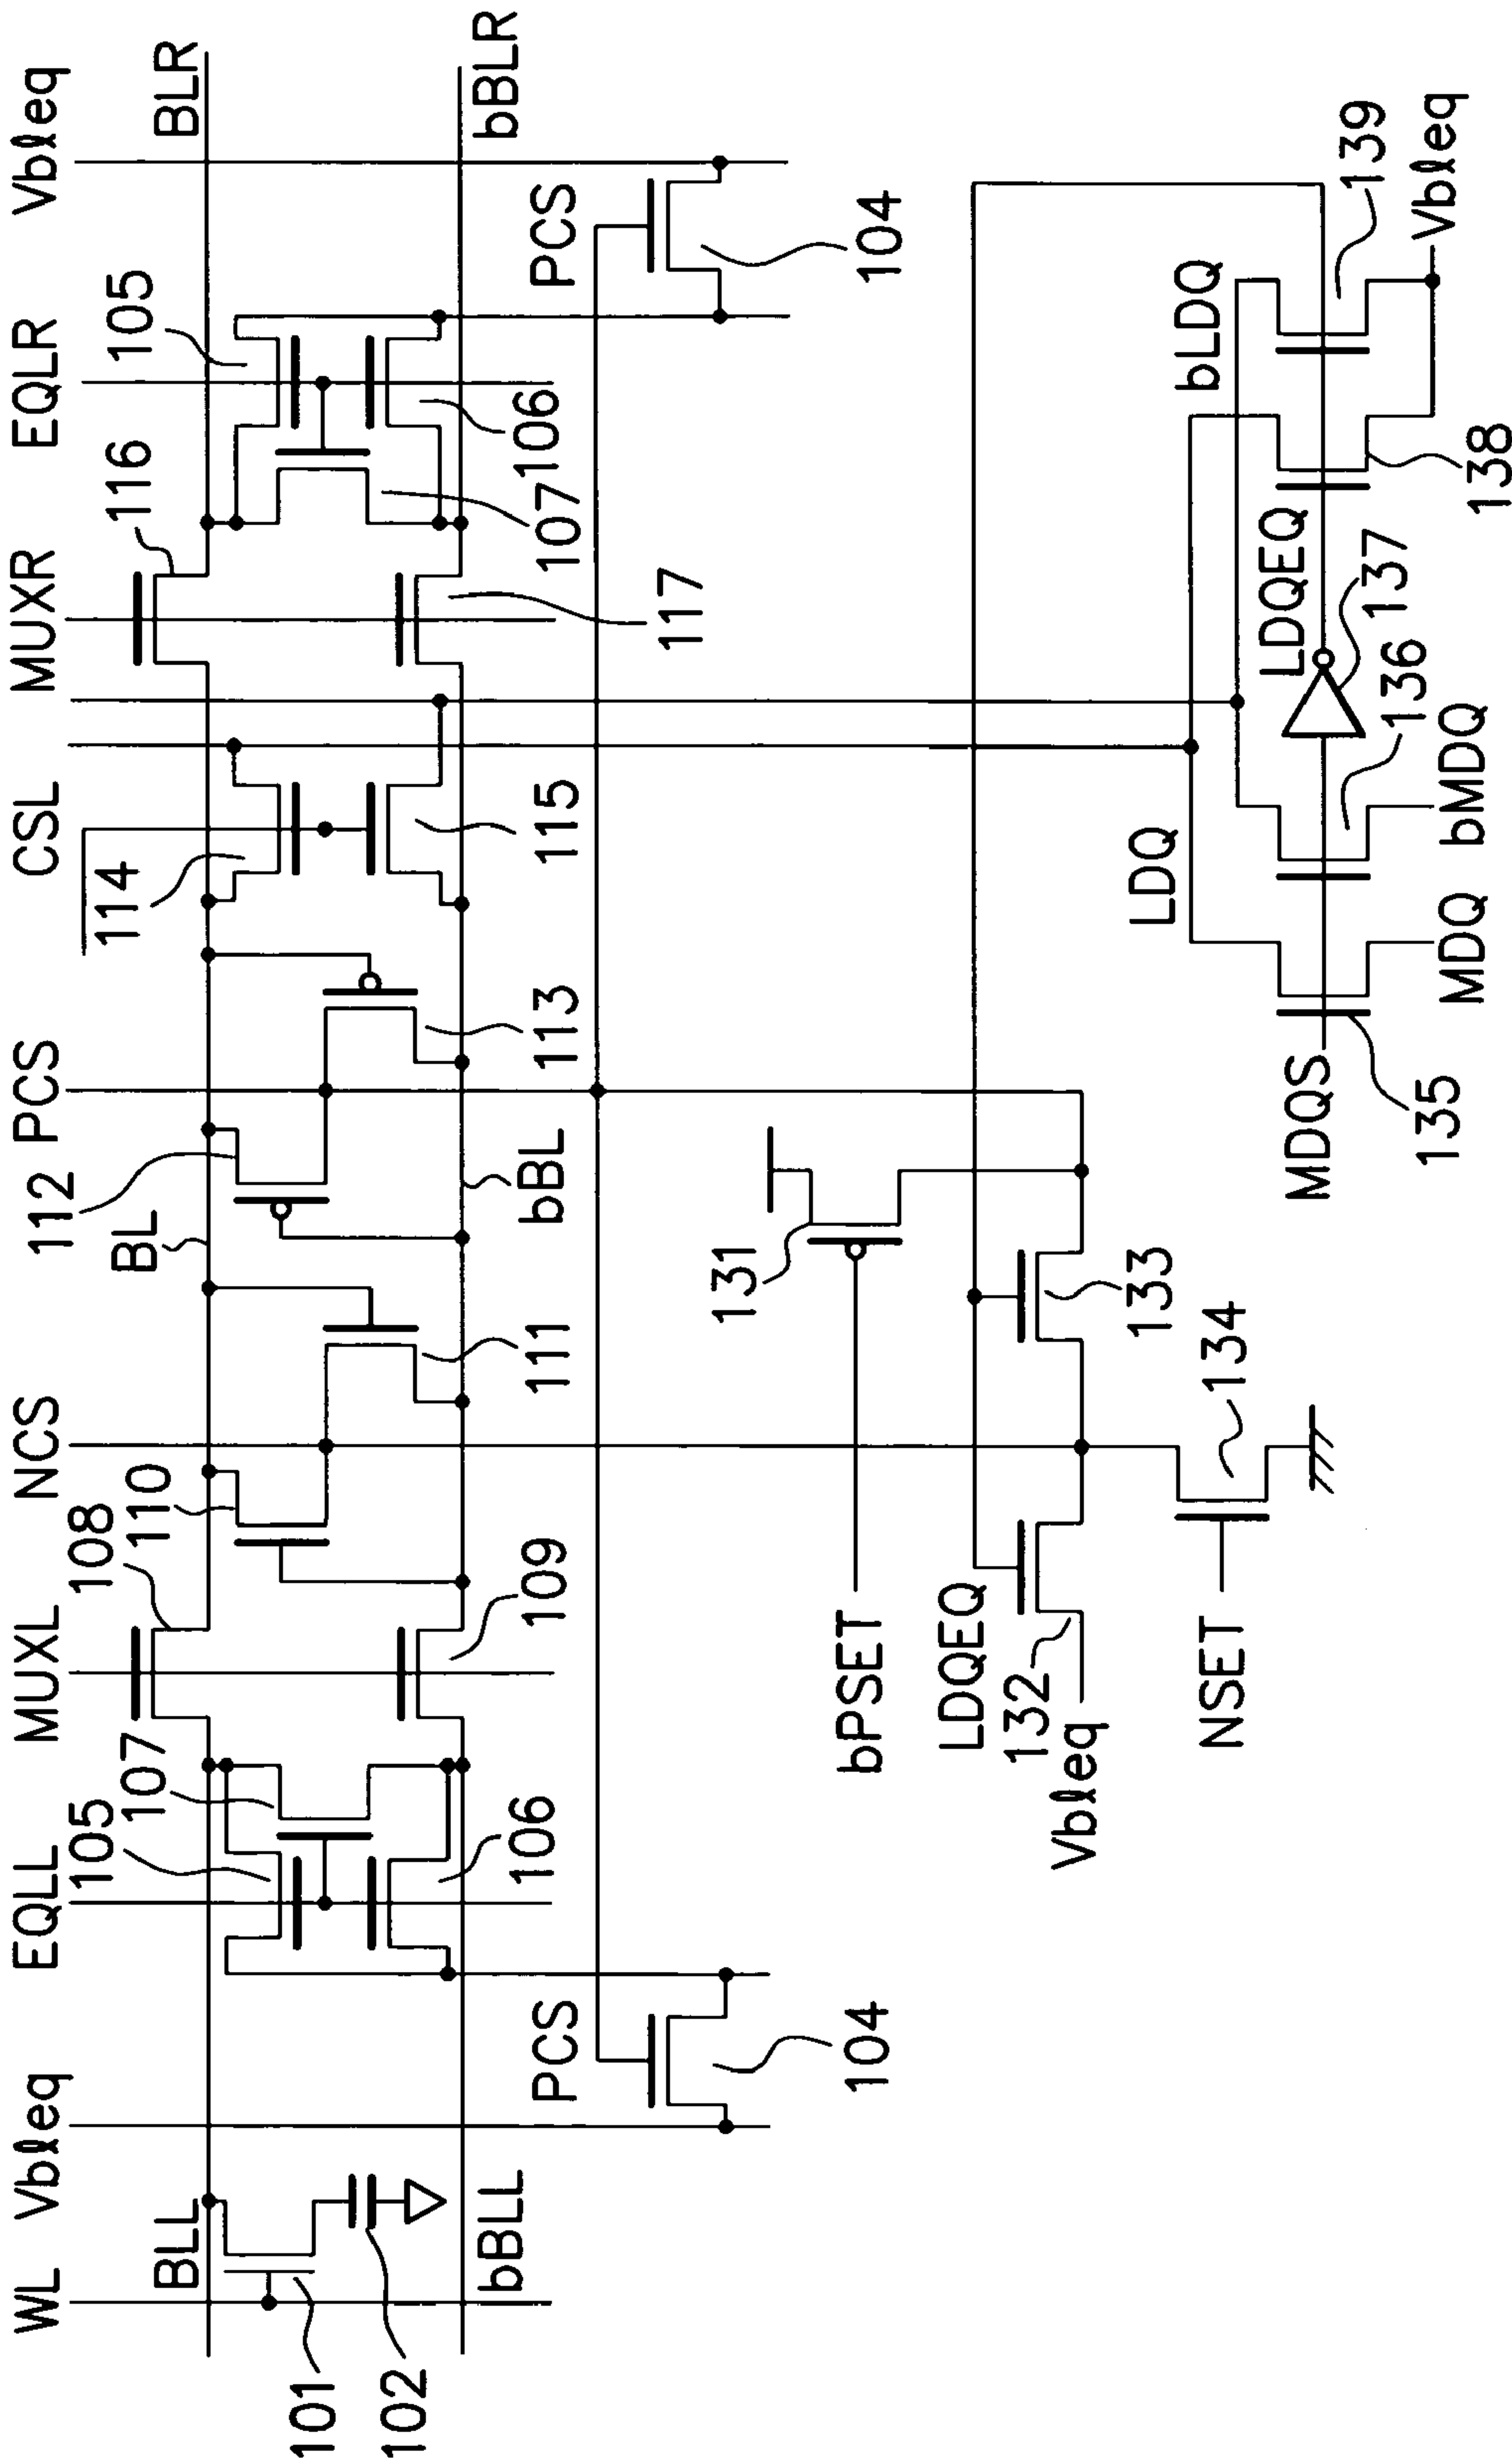 WL Vbℓeq EQLL MUXL NCS PCS CSL MUXR EQLR Vbℓeq
105 107 108 110 112 114 116 105
BLL BL BLR
101 102
bBLL 106 109 111 bBL 113 115 107 106 bBLR
PCS 117 PCS
104 104
bPSET 131
LDQEQ
132 133
Vbℓeq
NSET 134
LDQ bLDQ
MDQS LDQEQ
135 136 137 139
MDQ bMDQ 138 Vbℓeq